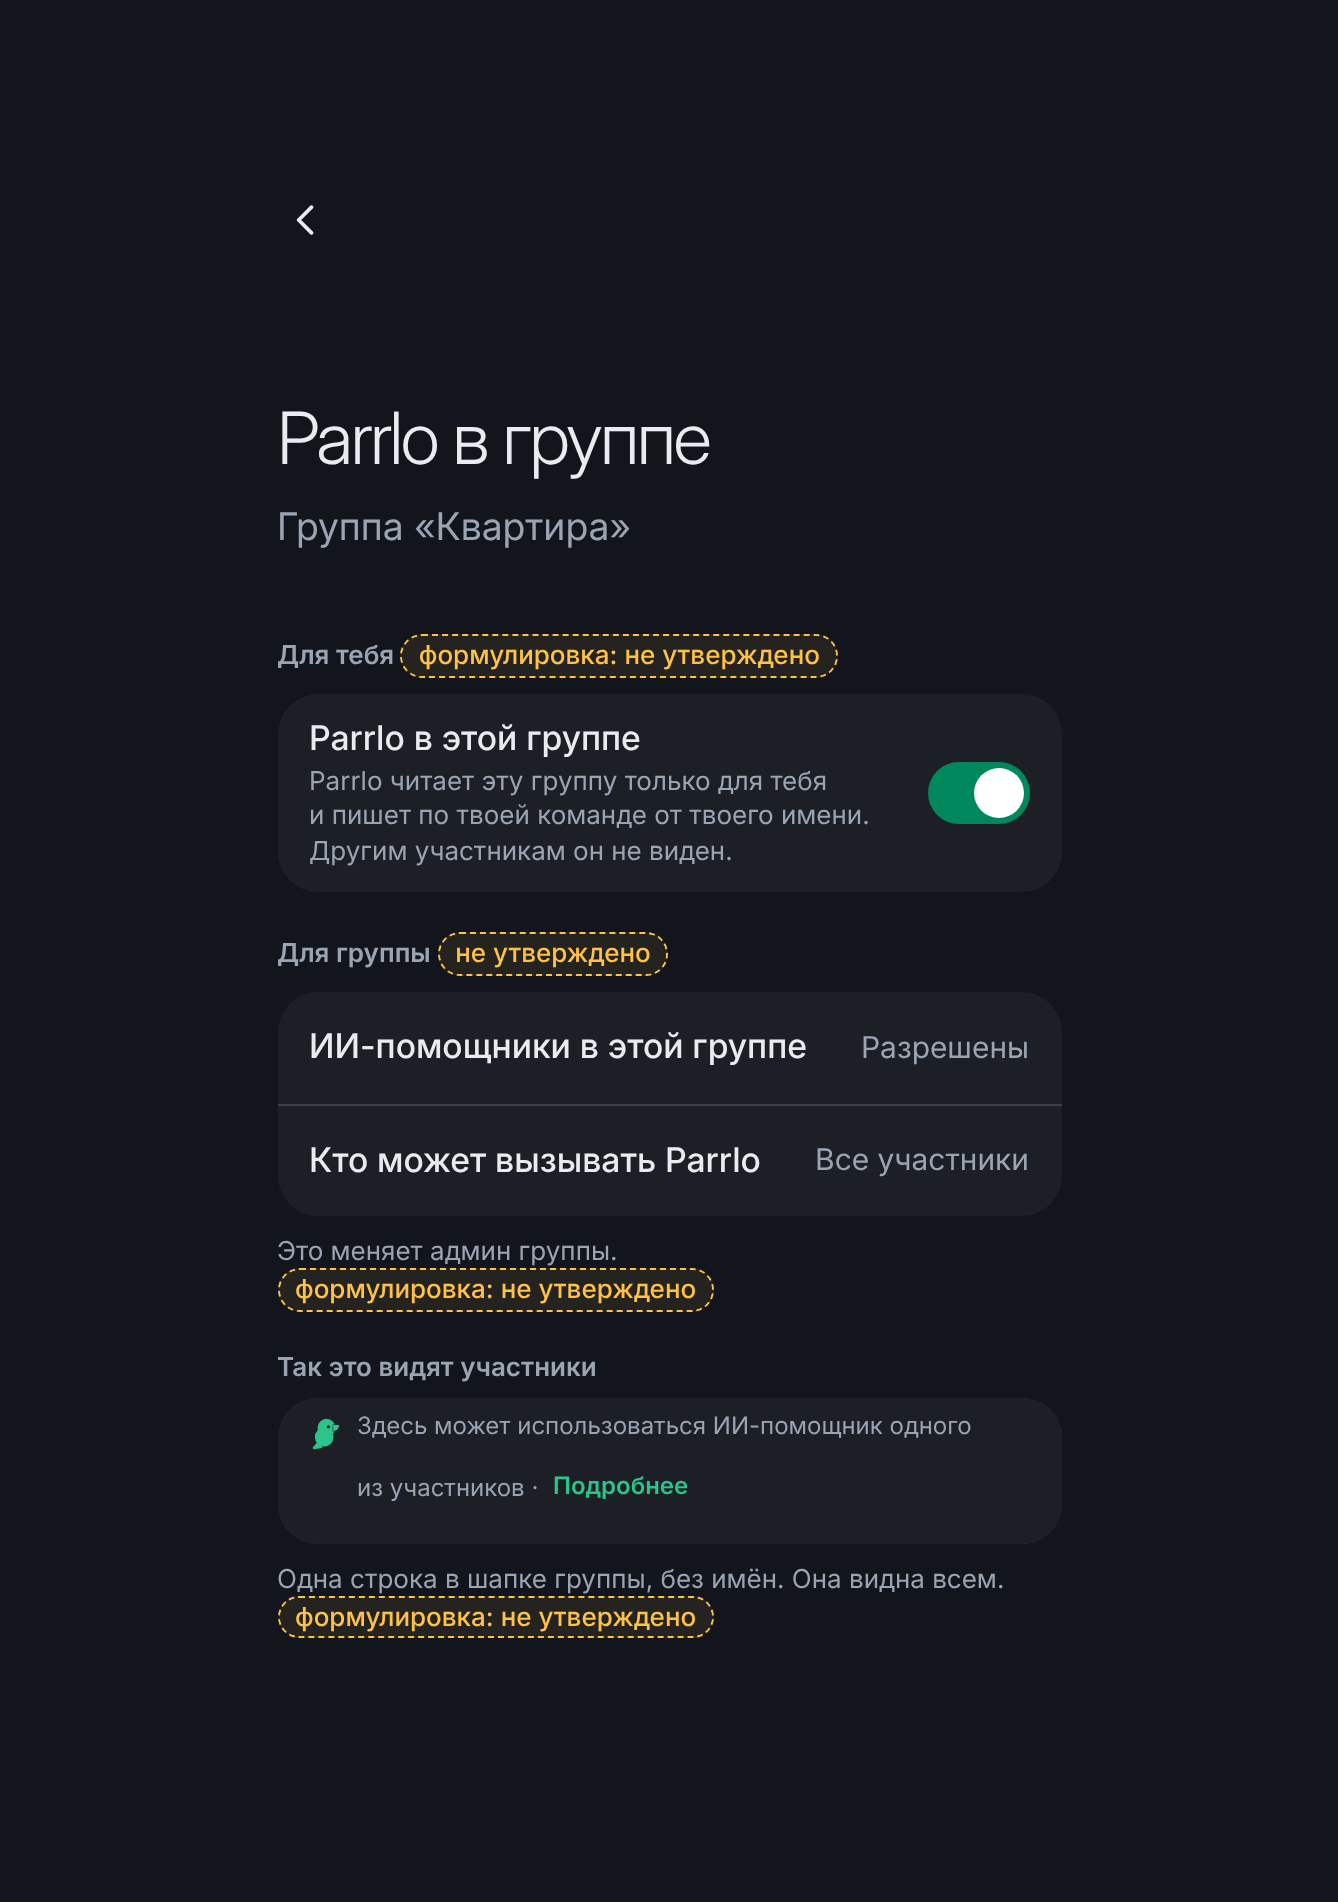 Parrlo в группе
Группа «Квартира»
Для тебя формулировка: не утверждено
Parrlo в этой группе
Parrlo читает эту группу только для тебя
и пишет по твоей команде от твоего имени.
Другим участникам он не виден.
Для группы не утверждено
ИИ-помощники в этой группе Разрешены
Кто может вызывать Parrlo Все участники
Это меняет админ группы.
формулировка: не утверждено
Так это видят участники
Здесь может использоваться ИИ-помощник одного
из участников · Подробнее
Одна строка в шапке группы, без имён. Она видна всем.
формулировка: не утверждено